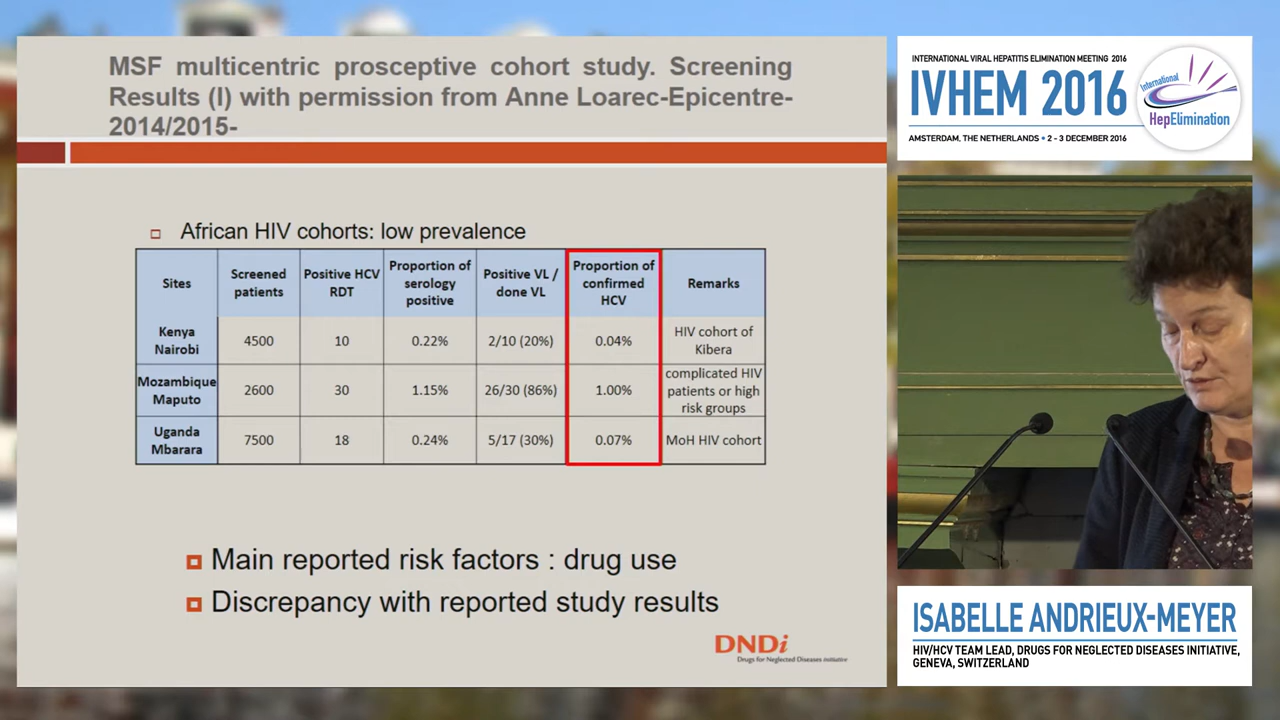 MSF multicentric prosceptive cohort study. Screening
Results (I) with permission from Anne Loarec-Epicentre-
2014/2015-
African HIV cohorts: low prevalence
Sites
Screened patients
Positive HCV RDT
Proportion of serology positive
Positive VL / done VL
Proportion of confirmed HCV
Remarks
Kenya Nairobi
4500
10
0.22%
2/10 (20%)
0.04%
HIV cohort of Kibera
Mozambique Maputo
2600
30
1.15%
26/30 (86%)
1.00%
complicated HIV patients or high risk groups
Uganda Mbarara
7500
18
0.24%
5/17 (30%)
0.07%
MoH HIV cohort
Main reported risk factors : drug use
Discrepancy with reported study results
DNDi
Drugs for Neglected Diseases initiative
INTERNATIONAL VIRAL HEPATITIS ELIMINATION MEETING 2016
IVHEM 2016
AMSTERDAM, THE NETHERLANDS • 2 - 3 DECEMBER 2016
International
HepElimination
ISABELLE ANDRIEUX-MEYER
HIV/HCV TEAM LEAD, DRUGS FOR NEGLECTED DISEASES INITIATIVE,
GENEVA, SWITZERLAND